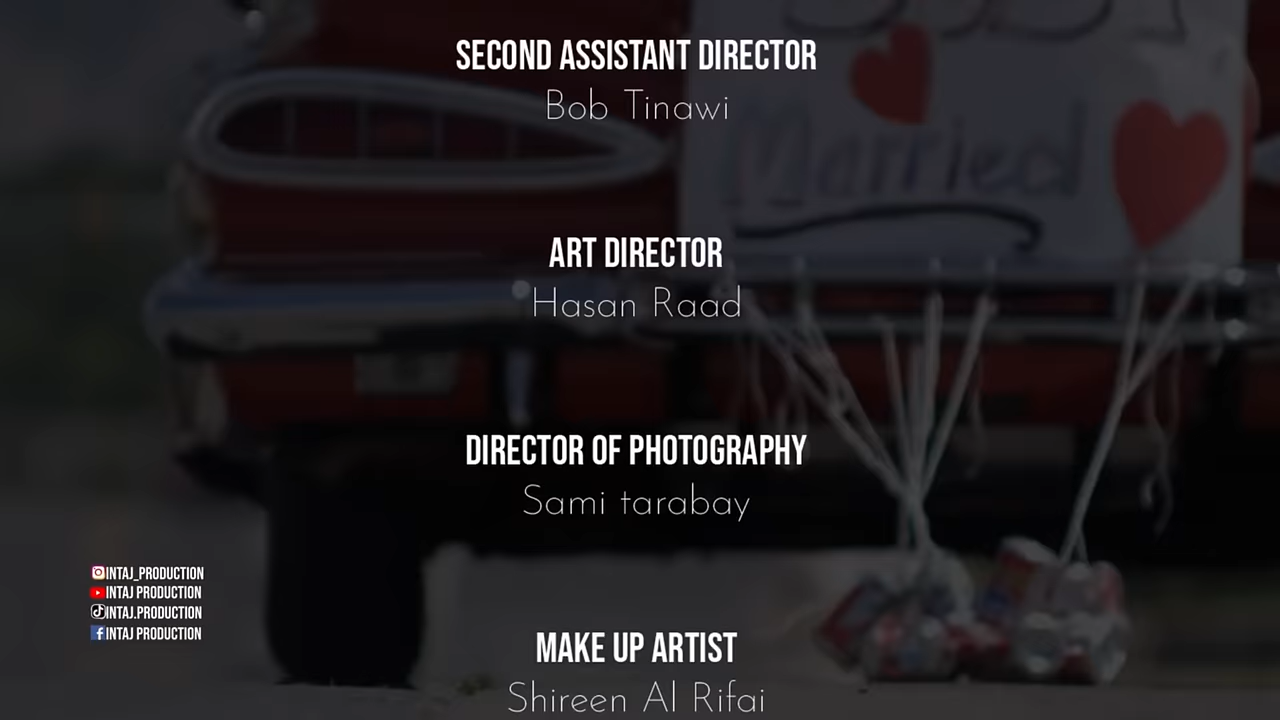 SECOND ASSISTANT DIRECTOR
Bob Tinawi
Married
ART DIRECTOR
Hasan Raad
DIRECTOR OF PHOTOGRAPHY
Sami tarabay
INTAJ_PRODUCTION
INTAJ PRODUCTION
INTAJ.PRODUCTION
INTAJ PRODUCTION
MAKE UP ARTIST
Shireen Al Rifai